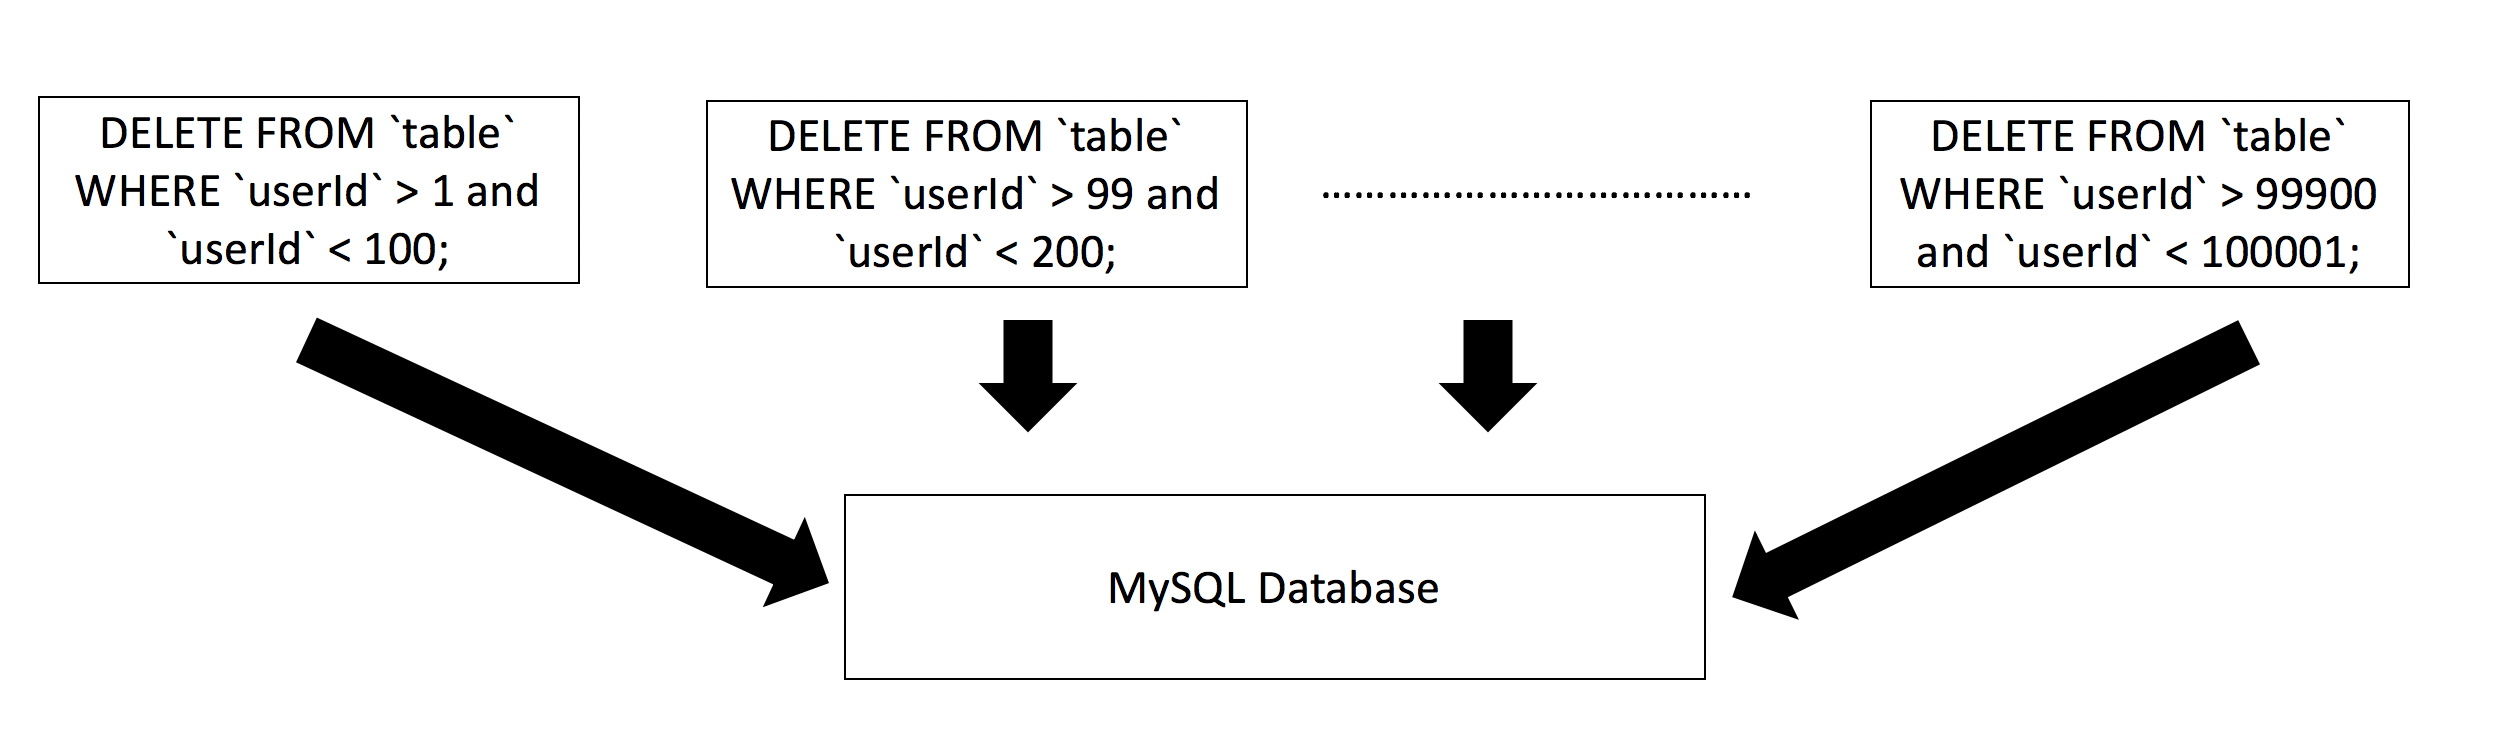 DELETE FROM `table`
WHERE `userId` > 1 and
`userId` < 100;
DELETE FROM `table`
WHERE `userId` > 99 and
`userId` < 200;
DELETE FROM `table`
WHERE `userId` > 99900
and `userId` < 100001;
MySQL Database